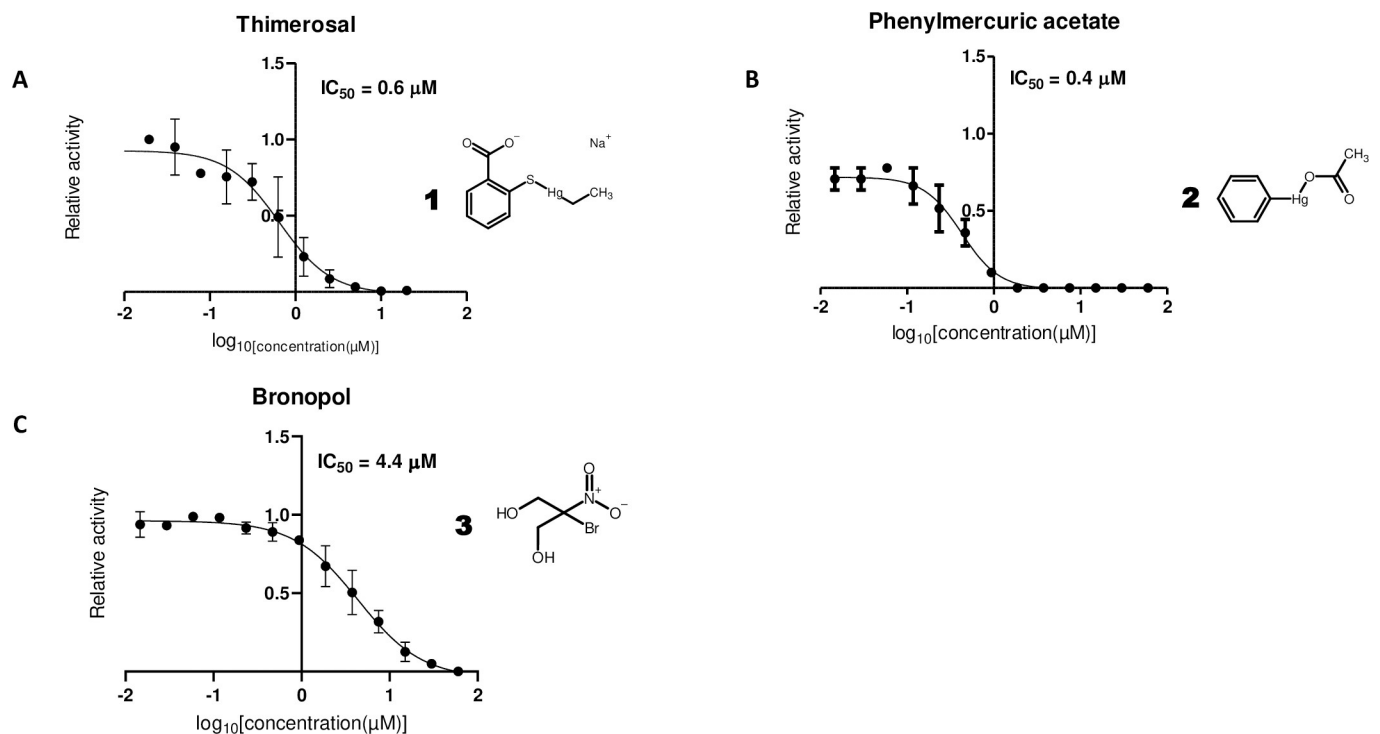 Thimerosal
A
1.5
1.0
0.5
IC50 = 0.6 µM
Relative activity
-2 -1 0 1 2
log10[concentration(µM)]
1
O O− Na+
S
Hg
CH3
Phenylmercuric acetate
B
1.5
1.0
0.5
IC50 = 0.4 µM
Relative activity
-2 -1 0 1 2
log10[concentration(µM)]
2
CH3
O
Hg O
Bronopol
C
1.5
1.0
0.5
IC50 = 4.4 µM
Relative activity
-2 -1 0 1 2
log10[concentration(µM)]
3
O
N+
HO O−
Br
OH